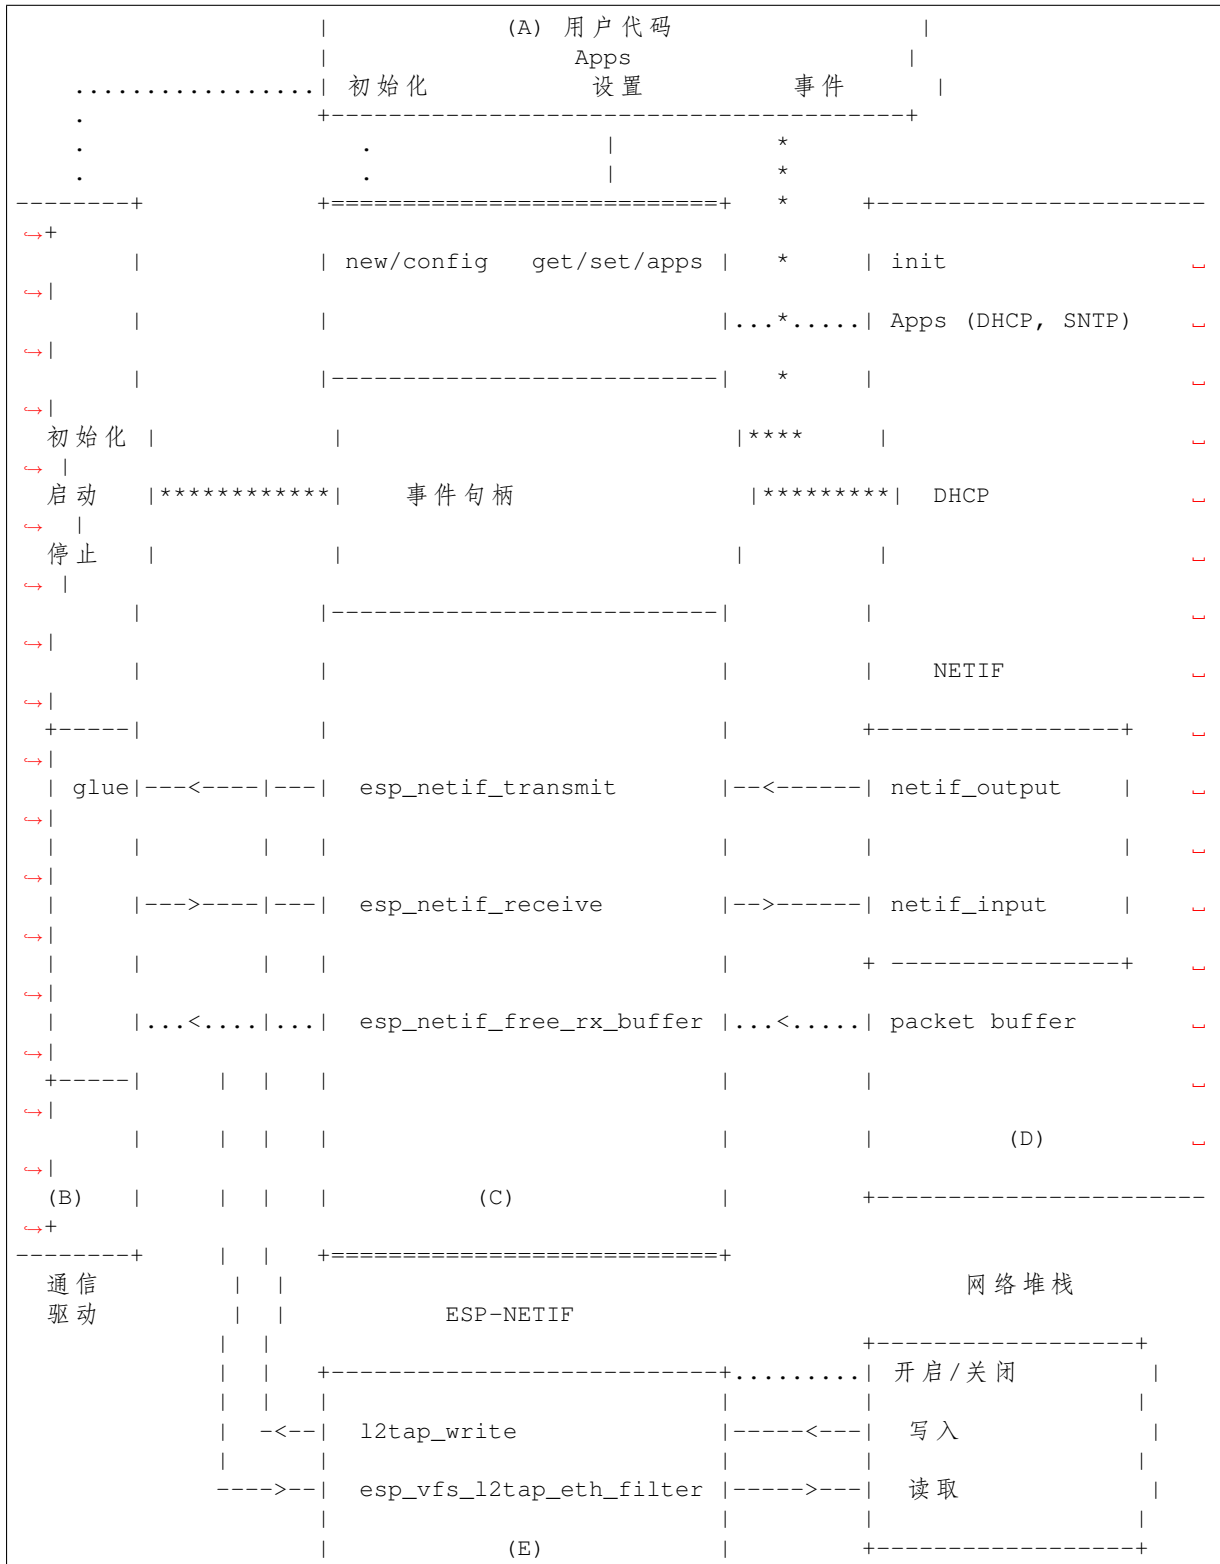 |            (A) 用户代码                 |
                      |                 Apps                   |
    .................| 初始化            设置          事件      |
    .                +----------------------------------------+
    .                   .                |           *
    .                   .                |           *
--------+             +===========================+   *     +-----------------------
↪+
        |             | new/config   get/set/apps |   *     | init                    ␣
↪|
        |             |                           |...*.....| Apps (DHCP, SNTP)    ␣
↪|
        |             |---------------------------|   *     |                      ␣
↪|
  初始化 |             |                           |****     |                      ␣
↪ |
  启动   |************|     事件句柄               |*********|  DHCP                ␣
↪  |
  停止   |             |                           |         |                      ␣
↪ |
        |             |---------------------------|         |                      ␣
↪|
        |             |                           |         |    NETIF             ␣
↪|
  +-----|             |                           |         +-----------------+    ␣
↪|
  | glue|---<----|---|  esp_netif_transmit       |--<------| netif_output    |    ␣
↪|
  |     |        |   |                           |         |                 |    ␣
↪|
  |     |--->----|---|  esp_netif_receive        |-->------| netif_input     |    ␣
↪|
  |     |        |   |                           |         + ----------------+    ␣
↪|
  |     |...<....|...|  esp_netif_free_rx_buffer |...<.....| packet buffer        ␣
↪|
  +-----|     |  |   |                           |         |                      ␣
↪|
        |     |  |   |                           |         |         (D)          ␣
↪|
  (B)   |     |  |   |          (C)              |         +-----------------------
↪+
--------+     |  |   +===========================+
  通信         |  |                                                网络堆栈
  驱动         |  |           ESP-NETIF
              |  |                                         +------------------+
              |  |   +---------------------------+.........| 开启/关闭          |
              |  |   |                           |         |                  |
              |  -<--|  l2tap_write              |-----<---|  写入              |
              |      |                           |         |                  |
              ---->--|  esp_vfs_l2tap_eth_filter |----->---|  读取              |
                     |                           |         |                  |
                     |            (E)            |         +------------------+